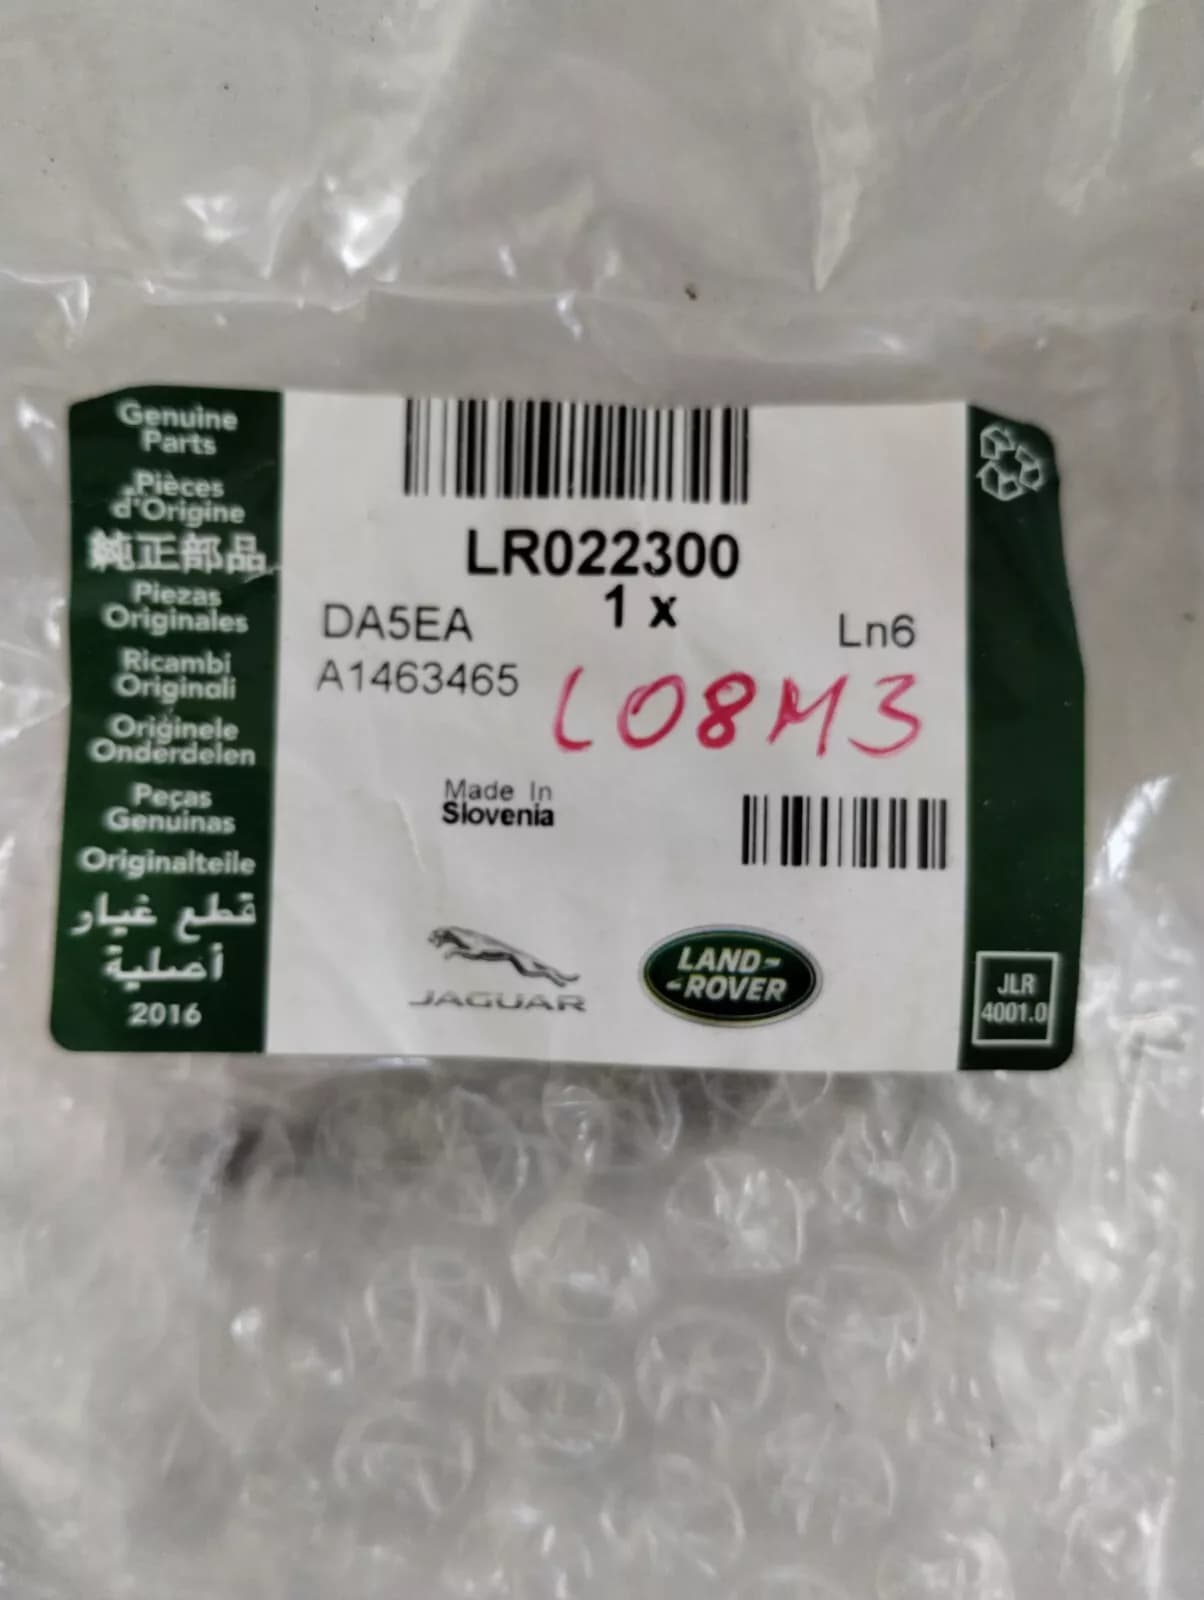 Genuine
Parts
Pièces
d'Origine
純正部品
Piezas
Originales
Ricambi
Originali
Originele
Onderdelen
Peças
Genuinas
Originalteile
قطع غيار
أصلية
2016
LR022300
1 x
DA5EA
Ln6
A1463465
L08M3
Made In
Slovenia
JAGUAR
LAND-
-ROVER
JLR
4001.0